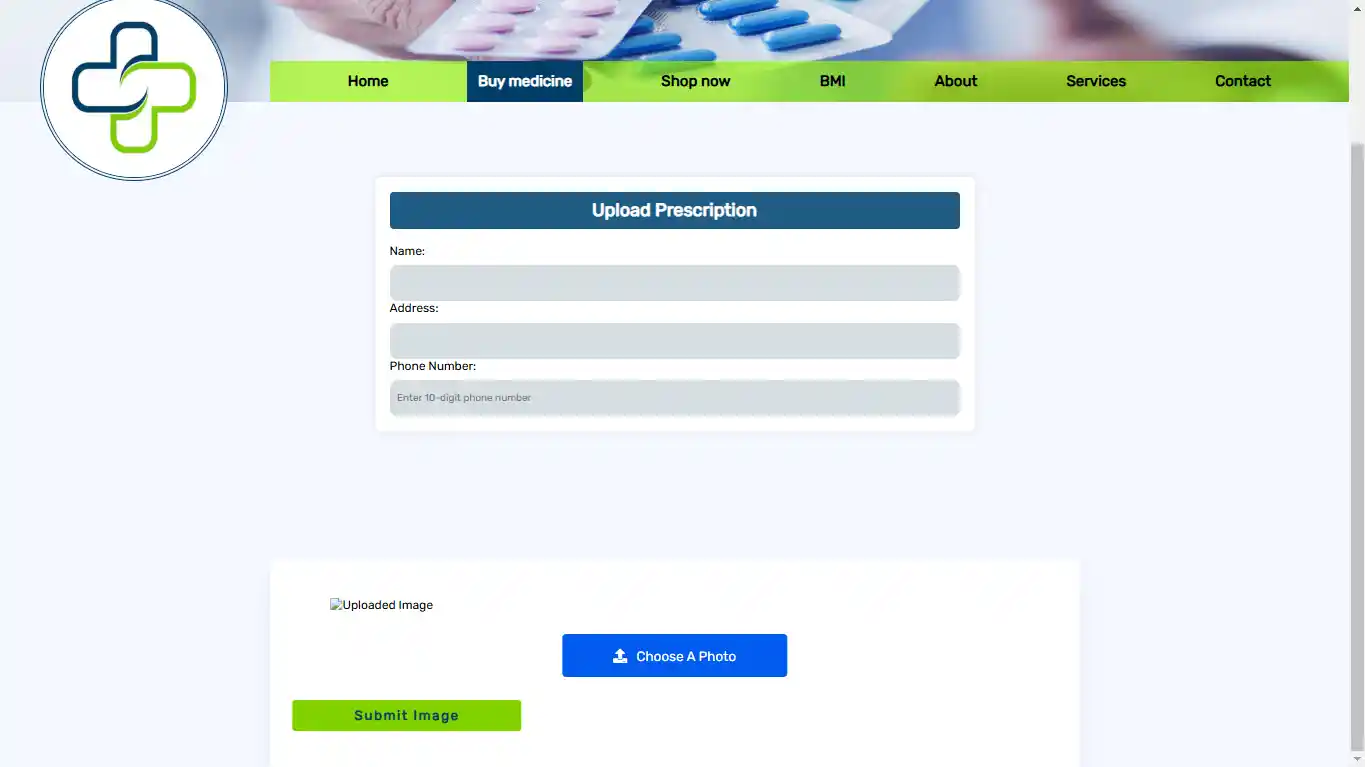 Home Buy medicine Shop now BMI About Services Contact
Upload Prescription
Name:
Address:
Phone Number:
Enter 10-digit phone number
Uploaded Image
Choose A Photo
Submit Image